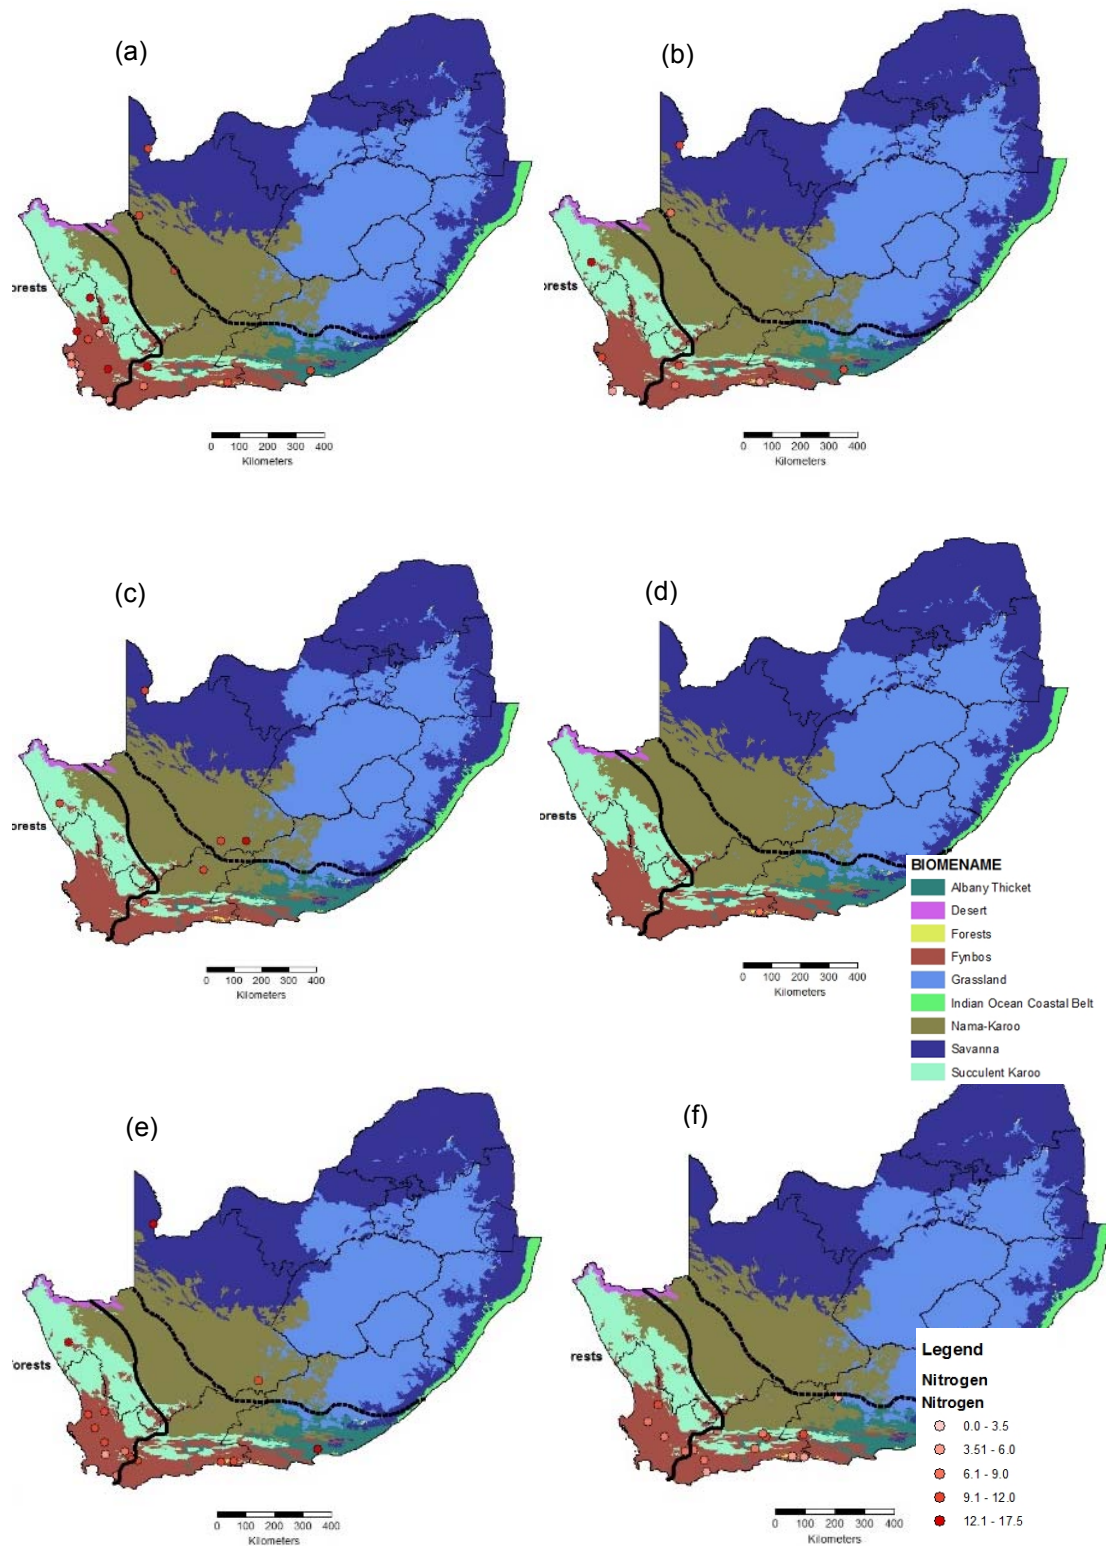 (a)
(b)
orests
orests
0 100 200 300 400
Kilometers
0 100 200 300 400
Kilometers
(c)
(d)
orests
orests
0 100 200 300 400
Kilometers
0 100 200 300 400
Kilometers
BIOMENAME
Albany Thicket
Desert
Forests
Fynbos
Grassland
Indian Ocean Coastal Belt
Nama-Karoo
Savanna
Succulent Karoo
(e)
(f)
forests
rests
0 100 200 300 400
Kilometers
0 100 200 300 400
Kilometers
Legend
Nitrogen
Nitrogen
0.0 - 3.5
3.51 - 6.0
6.1 - 9.0
9.1 - 12.0
12.1 - 17.5